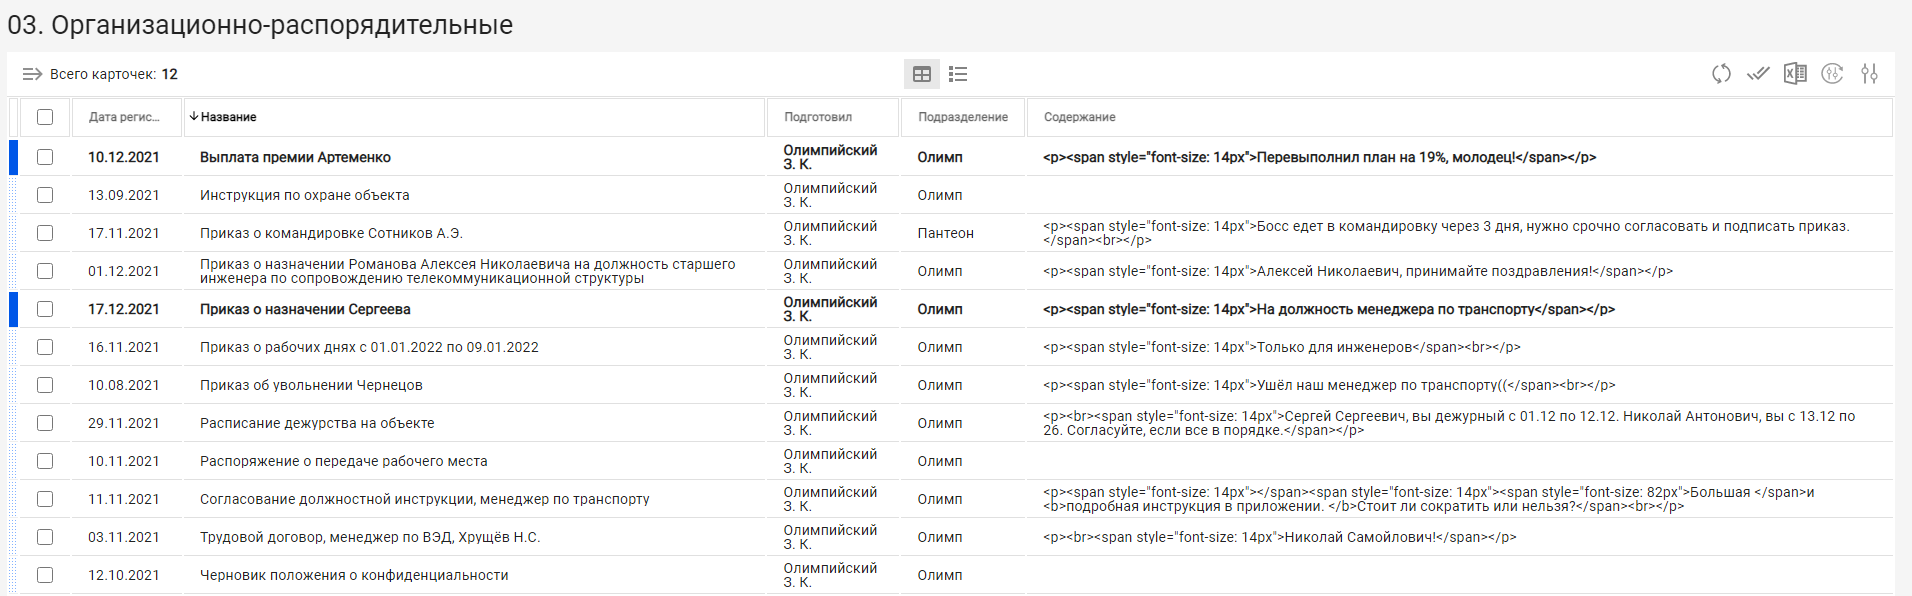 03. Организационно-распорядительные
Всего карточек: 12
Дата регис... Название Подготовил Подразделение Содержание
10.12.2021 Выплата премии Артеменко Олимпийский З. К. Олимп <p><span style="font-size: 14px">Перевыполнил план на 19%, молодец!</span></p>
13.09.2021 Инструкция по охране объекта Олимпийский З. К. Олимп
17.11.2021 Приказ о командировке Сотников А.Э. Олимпийский З. К. Пантеон <p><span style="font-size: 14px">Босс едет в командировку через 3 дня, нужно срочно согласовать и подписать приказ.
</span><br></p>
01.12.2021 Приказ о назначении Романова Алексея Николаевича на должность старшего
инженера по сопровождению телекоммуникационной структуры Олимпийский З. К. Олимп <p><span style="font-size: 14px">Алексей Николаевич, принимайте поздравления!</span></p>
17.12.2021 Приказ о назначении Сергеева Олимпийский З. К. Олимп <p><span style="font-size: 14px">На должность менеджера по транспорту</span></p>
16.11.2021 Приказ о рабочих днях с 01.01.2022 по 09.01.2022 Олимпийский З. К. Олимп <p><span style="font-size: 14px">Только для инженеров</span><br></p>
10.08.2021 Приказ об увольнении Чернецов Олимпийский З. К. Олимп <p><span style="font-size: 14px">Ушёл наш менеджер по транспорту((</span><br></p>
29.11.2021 Расписание дежурства на объекте Олимпийский З. К. Олимп <p><br><span style="font-size: 14px">Сергей Сергеевич, вы дежурный с 01.12 по 12.12. Николай Антонович, вы с 13.12 по
26. Согласуйте, если все в порядке.</span></p>
10.11.2021 Распоряжение о передаче рабочего места Олимпийский З. К. Олимп
11.11.2021 Согласование должностной инструкции, менеджер по транспорту Олимпийский З. К. Олимп <p><span style="font-size: 14px"></span><span style="font-size: 14px"><span style="font-size: 82px">Большая </span>и
<b>подробная инструкция в приложении. </b>Стоит ли сократить или нельзя?</span><br></p>
03.11.2021 Трудовой договор, менеджер по ВЭД, Хрущёв Н.С. Олимпийский З. К. Олимп <p><br><span style="font-size: 14px">Николай Самойлович!</span></p>
12.10.2021 Черновик положения о конфиденциальности Олимпийский З. К. Олимп